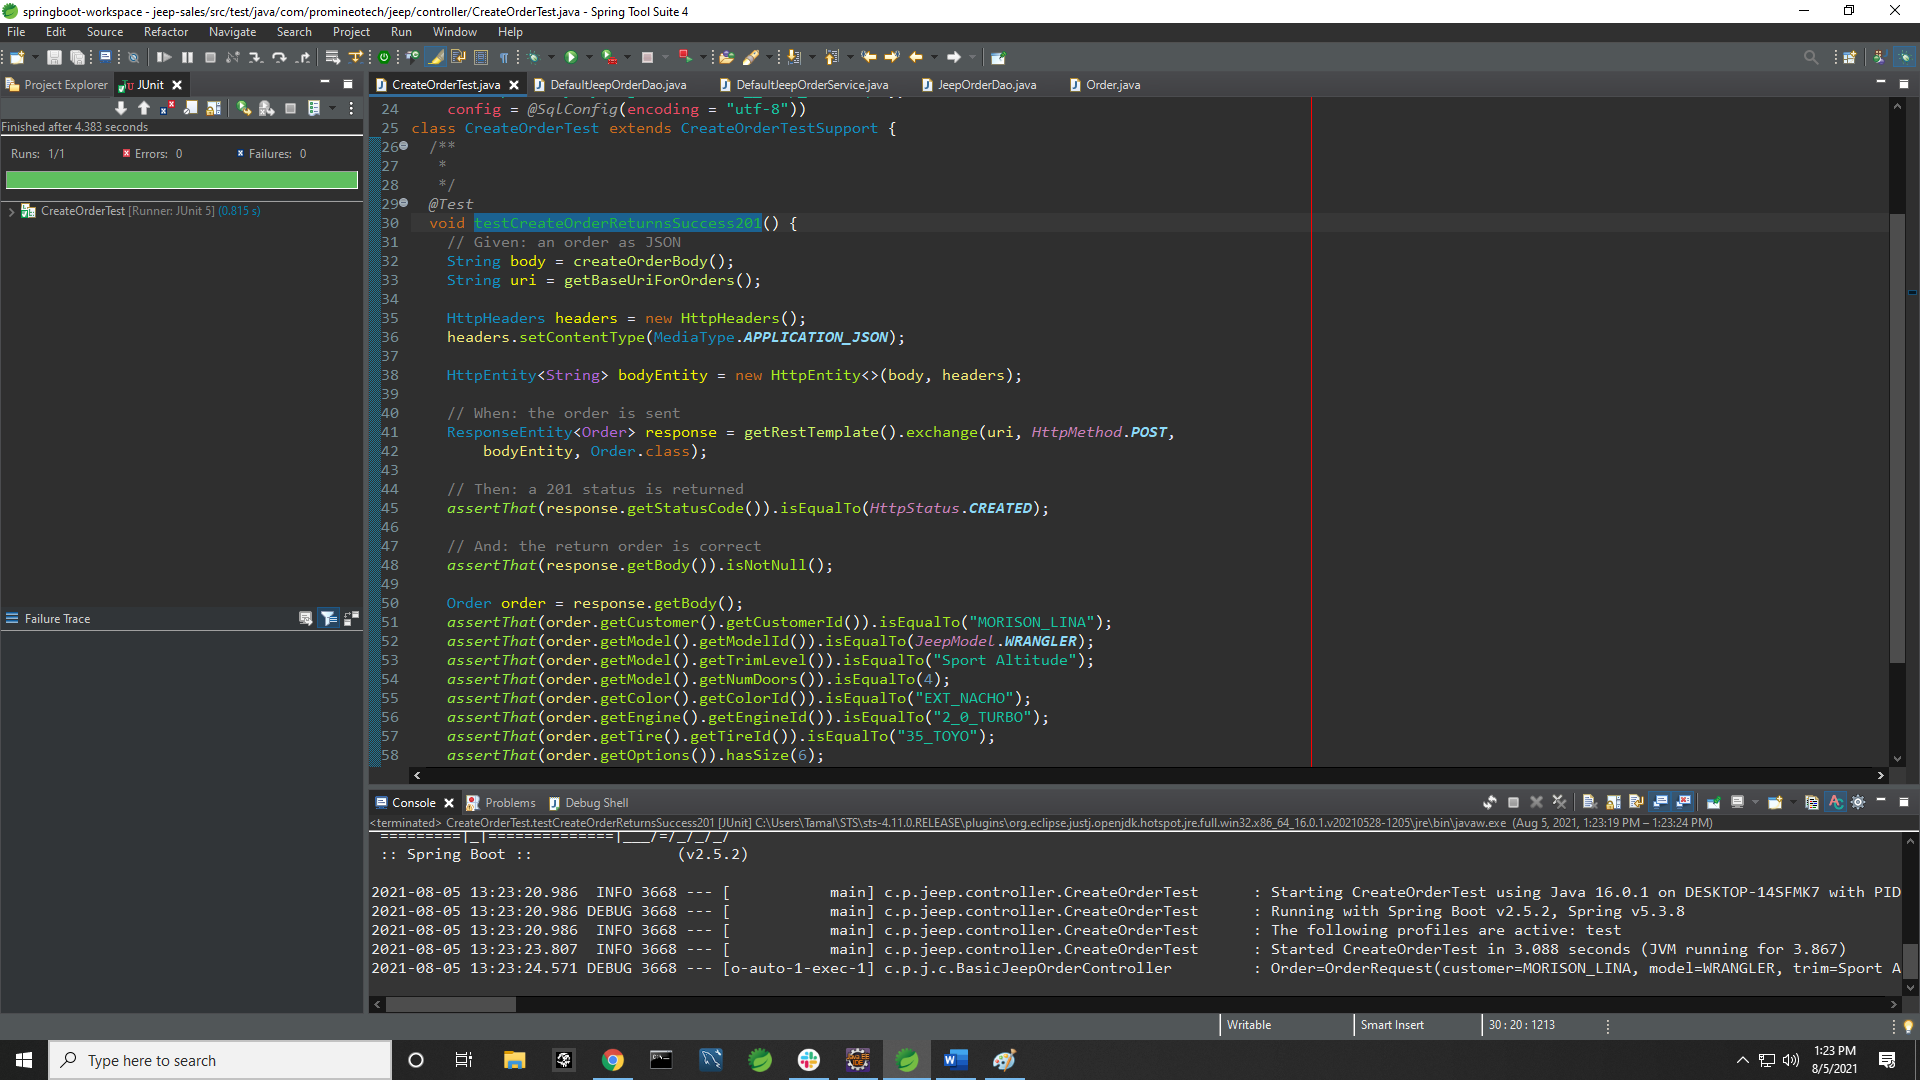 springboot-workspace - jeep-sales/src/test/java/com/promineotech/jeep/controller/CreateOrderTest.java - Spring Tool Suite 4
File Edit Source Refactor Navigate Search Project Run Window Help
Project Explorer JUnit
CreateOrderTest.java DefaultJeepOrderDao.java DefaultJeepOrderService.java JeepOrderDao.java Order.java
Finished after 4.383 seconds
Runs: 1/1 Errors: 0 Failures: 0
CreateOrderTest [Runner: JUnit 5] (0.815 s)
Failure Trace
24 config = @SqlConfig(encoding = "utf-8"))
25 class CreateOrderTest extends CreateOrderTestSupport {
26 /**
27 *
28 */
29 @Test
30 void testCreateOrderReturnsSuccess201() {
31 // Given: an order as JSON
32 String body = createOrderBody();
33 String uri = getBaseUriForOrders();
34
35 HttpHeaders headers = new HttpHeaders();
36 headers.setContentType(MediaType.APPLICATION_JSON);
37
38 HttpEntity<String> bodyEntity = new HttpEntity<>(body, headers);
39
40 // When: the order is sent
41 ResponseEntity<Order> response = getRestTemplate().exchange(uri, HttpMethod.POST,
42 bodyEntity, Order.class);
43
44 // Then: a 201 status is returned
45 assertThat(response.getStatusCode()).isEqualTo(HttpStatus.CREATED);
46
47 // And: the return order is correct
48 assertThat(response.getBody()).isNotNull();
49
50 Order order = response.getBody();
51 assertThat(order.getCustomer().getCustomerId()).isEqualTo("MORISON_LINA");
52 assertThat(order.getModel().getModelId()).isEqualTo(JeepModel.WRANGLER);
53 assertThat(order.getModel().getTrimLevel()).isEqualTo("Sport Altitude");
54 assertThat(order.getModel().getNumDoors()).isEqualTo(4);
55 assertThat(order.getColor().getColorId()).isEqualTo("EXT_NACHO");
56 assertThat(order.getEngine().getEngineId()).isEqualTo("2_0_TURBO");
57 assertThat(order.getTire().getTireId()).isEqualTo("35_TOYO");
58 assertThat(order.getOptions()).hasSize(6);
Console Problems Debug Shell
<terminated> CreateOrderTest.testCreateOrderReturnsSuccess201 [JUnit] C:\Users\Tamal\STS\sts-4.11.0.RELEASE\plugins\org.eclipse.justj.openjdk.hotspot.jre.full.win32.x86_64_16.0.1.v20210528-1205\jre\bin\javaw.exe (Aug 5, 2021, 1:23:19 PM – 1:23:24 PM)
=========|_|==============|___/=/_/_/_/
:: Spring Boot :: (v2.5.2)
2021-08-05 13:23:20.986 INFO 3668 --- [ main] c.p.jeep.controller.CreateOrderTest : Starting CreateOrderTest using Java 16.0.1 on DESKTOP-14SFMK7 with PID
2021-08-05 13:23:20.986 DEBUG 3668 --- [ main] c.p.jeep.controller.CreateOrderTest : Running with Spring Boot v2.5.2, Spring v5.3.8
2021-08-05 13:23:20.986 INFO 3668 --- [ main] c.p.jeep.controller.CreateOrderTest : The following profiles are active: test
2021-08-05 13:23:23.807 INFO 3668 --- [ main] c.p.jeep.controller.CreateOrderTest : Started CreateOrderTest in 3.088 seconds (JVM running for 3.867)
2021-08-05 13:23:24.571 DEBUG 3668 --- [o-auto-1-exec-1] c.p.j.c.BasicJeepOrderController : Order=OrderRequest(customer=MORISON_LINA, model=WRANGLER, trim=Sport A
Writable Smart Insert 30 : 20 : 1213
Type here to search
1:23 PM
8/5/2021